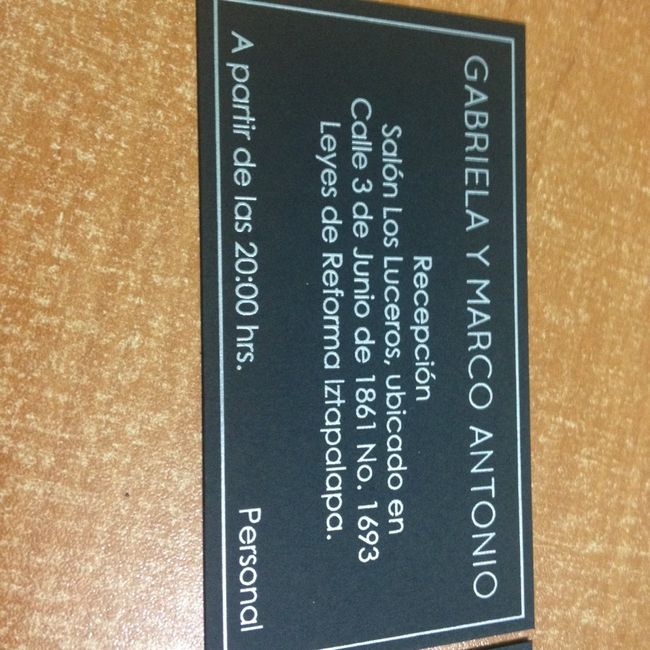 GABRIELA Y MARCO ANTONIO
Recepción
Salón Los Luceros, ubicado en
Calle 3 de Junio de 1861 No. 1693
Leyes de Reforma Iztapalapa.
A partir de las 20:00 hrs.
Personal